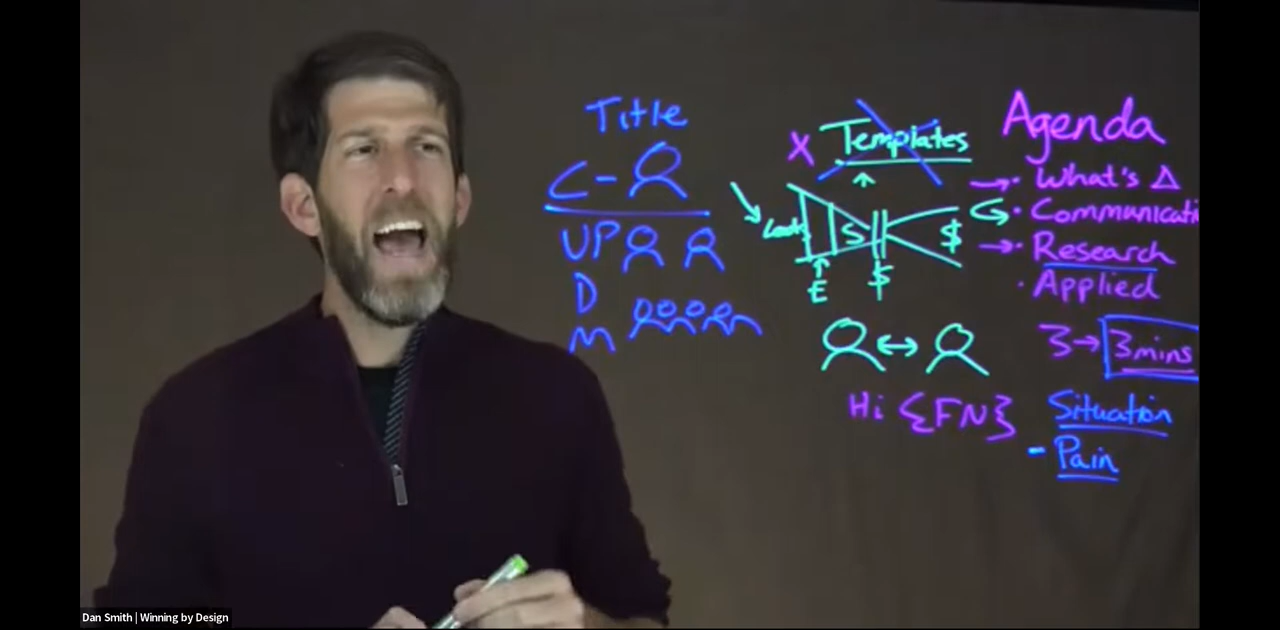 Title
C-
VP
D
M
X Templates
Leads
S
$
E
$
Hi {FN}
Agenda
· What's Δ
· Communicati
· Research
· Applied
3→ 3mins
Situation
- Pain
Dan Smith | Winning by Design